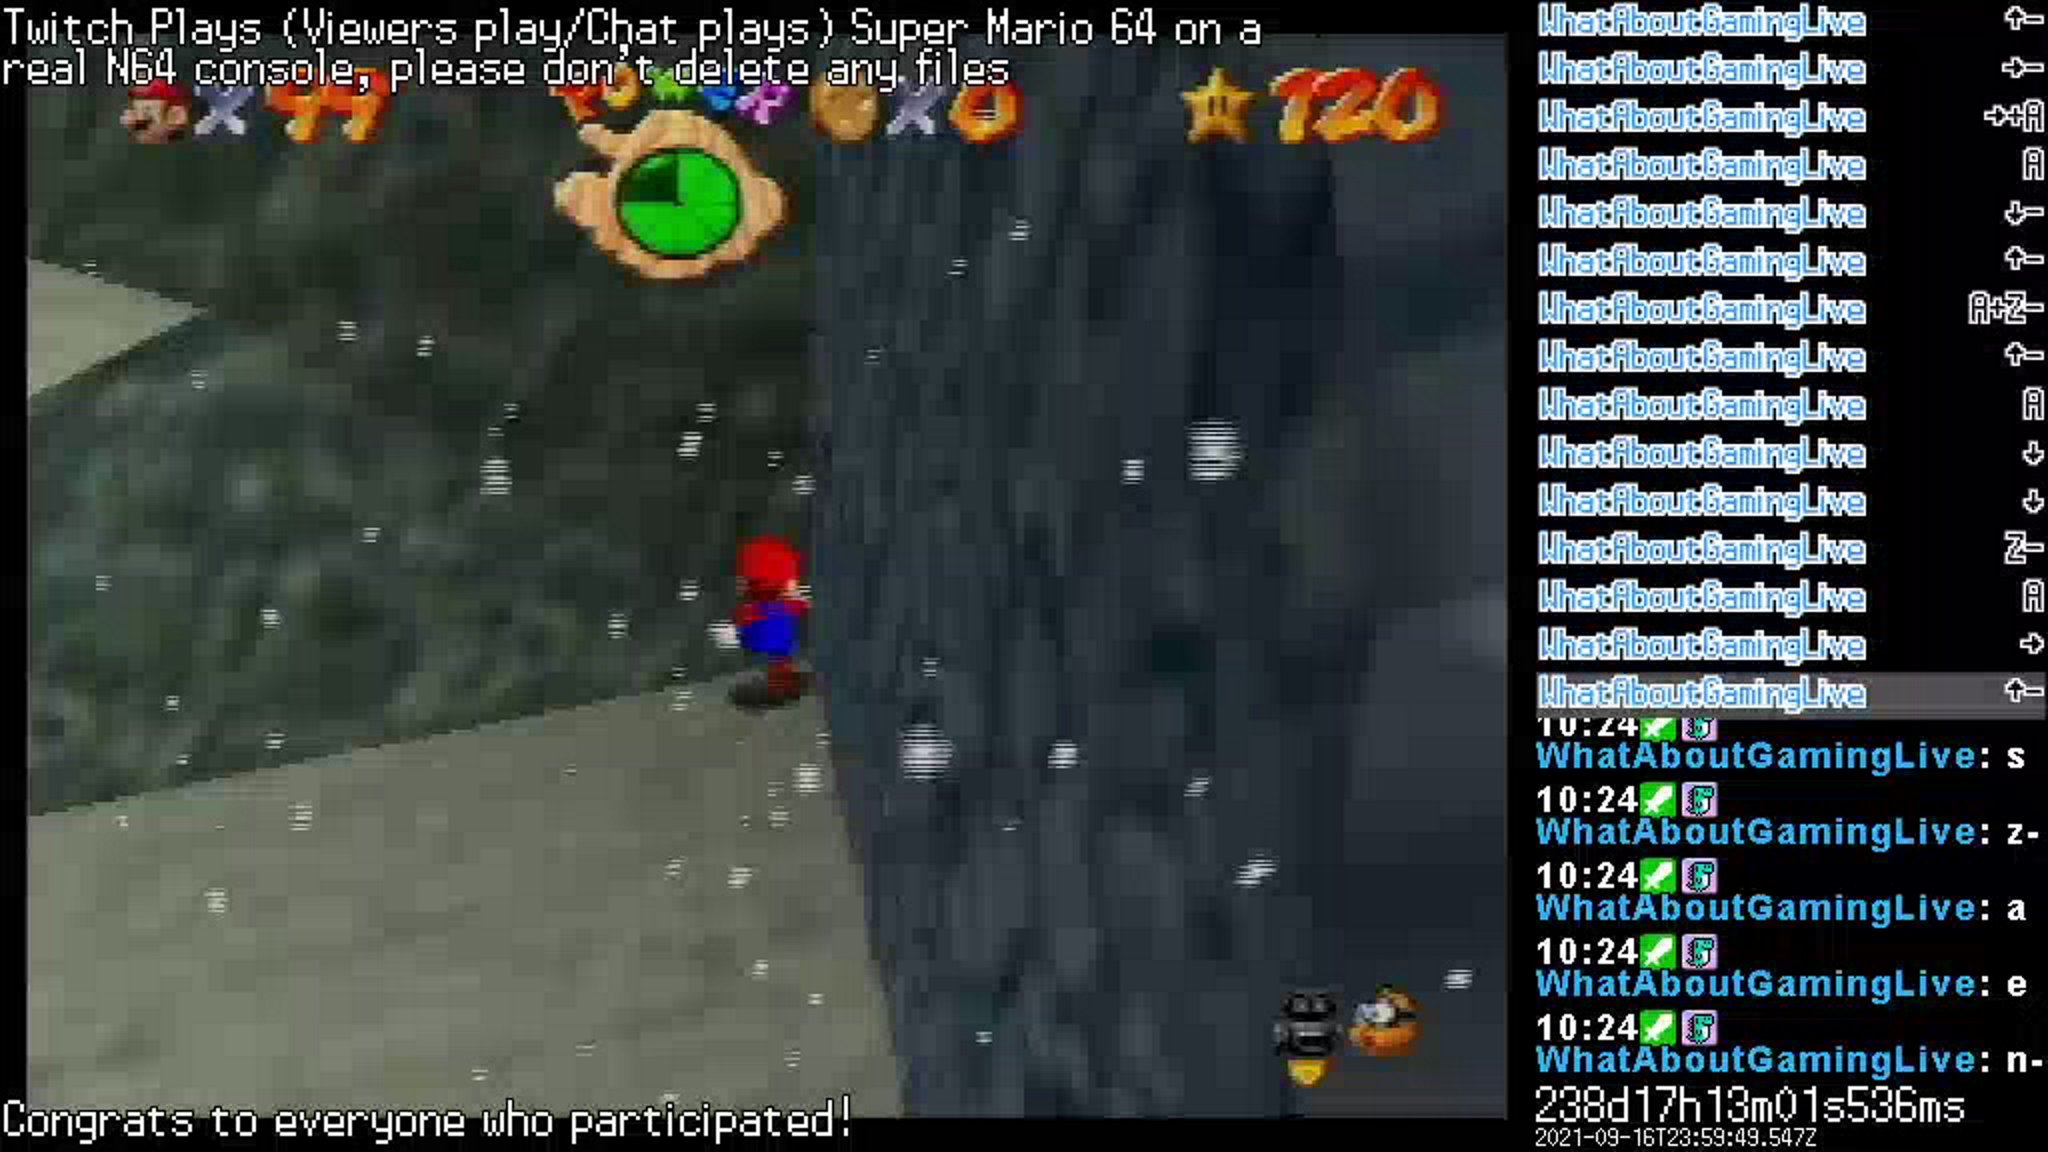 Twitch Plays (Viewers play/Chat plays) Super Mario 64 on a
real N64 console, please don't delete any files
X 99
POWER
X 0
120
WhatAboutGamingLive ↑-
WhatAboutGamingLive →-
WhatAboutGamingLive →+A
WhatAboutGamingLive A
WhatAboutGamingLive ↓-
WhatAboutGamingLive ↑-
WhatAboutGamingLive A+Z-
WhatAboutGamingLive ↑-
WhatAboutGamingLive A
WhatAboutGamingLive ↓
WhatAboutGamingLive ↓
WhatAboutGamingLive Z-
WhatAboutGamingLive A
WhatAboutGamingLive →
WhatAboutGamingLive ↑-
10:24
WhatAboutGamingLive: s
10:24
WhatAboutGamingLive: z-
10:24
WhatAboutGamingLive: a
10:24
WhatAboutGamingLive: e
10:24
WhatAboutGamingLive: n-
238d17h13m01s536ms
2021-09-16T23:59:49.547Z
Congrats to everyone who participated!